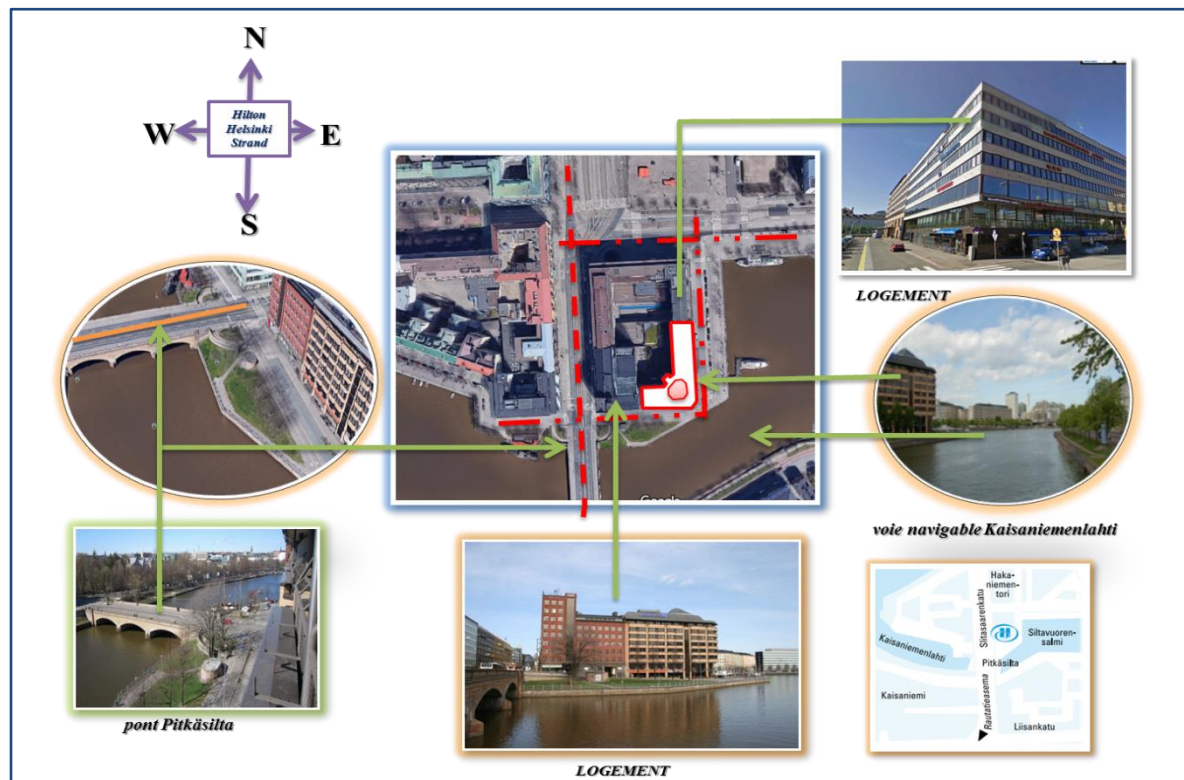 N
Hilton
Helsinki
Strand
W
E
S
LOGEMENT
voie navigable Kaisaniemenlahti
pont Pitkäsilta
LOGEMENT
Google
Haka-
niemen-
tori
Siltasaarenkatu
Kaisaniemenlahti
Siltavuoren-
salmi
Pitkäsilta
Kaisaniemi
Rautatieasema
Liisankatu